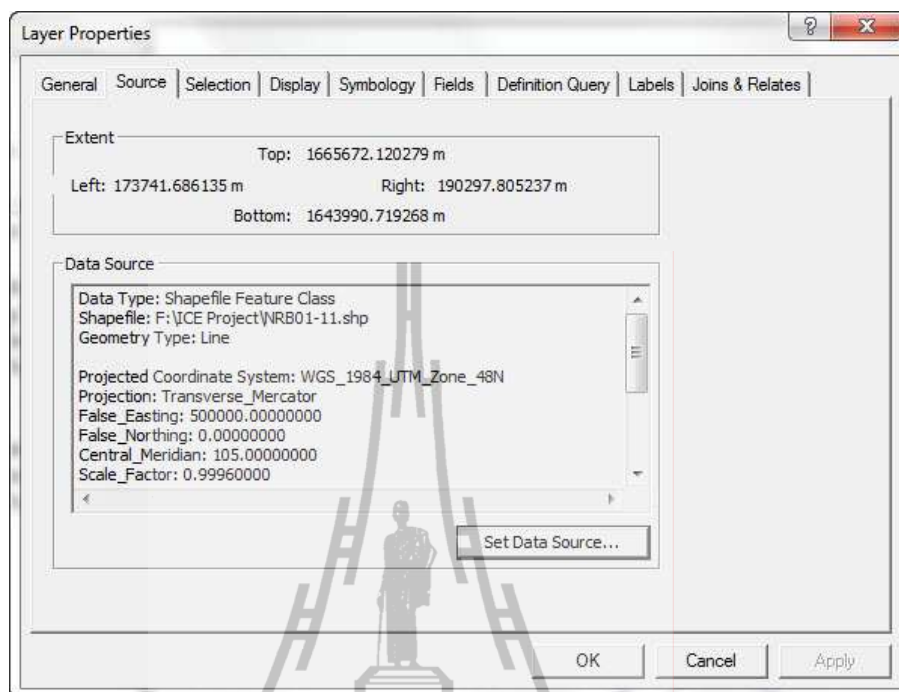 Layer Properties
General Source Selection Display Symbology Fields Definition Query Labels Joins & Relates
Extent
Top: 1665672.120279 m
Left: 173741.686135 m Right: 190297.805237 m
Bottom: 1643990.719268 m
Data Source
Data Type: Shapefile Feature Class
Shapefile: F:\ICE Project\NRB01-11.shp
Geometry Type: Line
Projected Coordinate System: WGS_1984_UTM_Zone_48N
Projection: Transverse_Mercator
False_Easting: 500000.00000000
False_Northing: 0.00000000
Central_Meridian: 105.00000000
Scale_Factor: 0.99960000
Set Data Source...
OK Cancel Apply